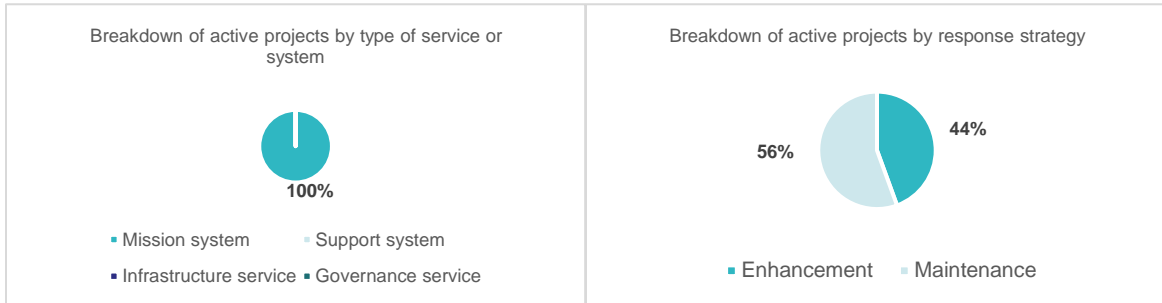 Breakdown of active projects by type of service or
system
100%
Mission system
Support system
Infrastructure service
Governance service
Breakdown of active projects by response strategy
44%
56%
Enhancement
Maintenance